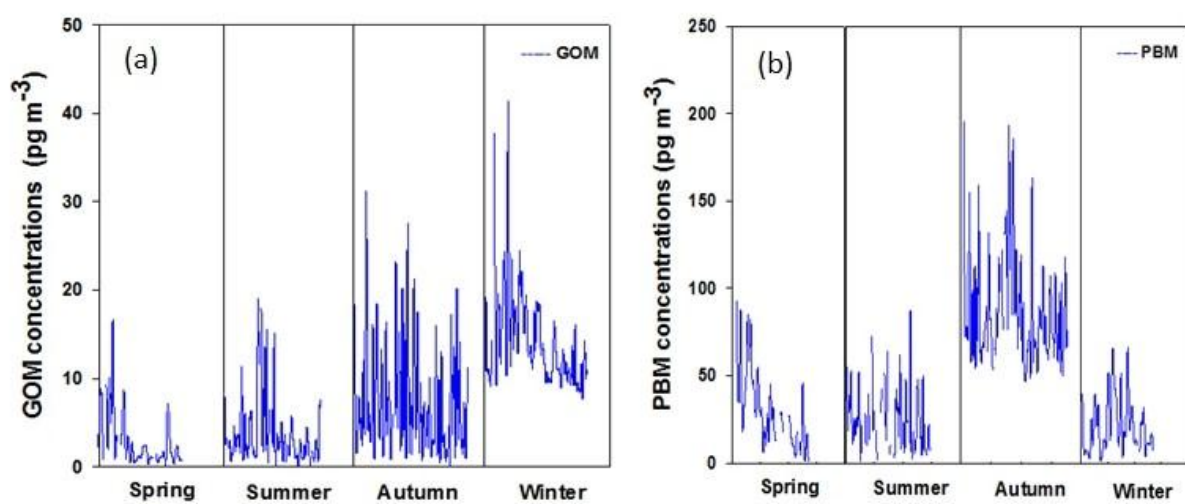 (a)
GOM
GOM concentrations (pg m⁻³)
50
40
30
20
10
0
Spring Summer Autumn Winter
(b)
PBM
PBM concentrations (pg m⁻³)
250
200
150
100
50
0
Spring Summer Autumn Winter